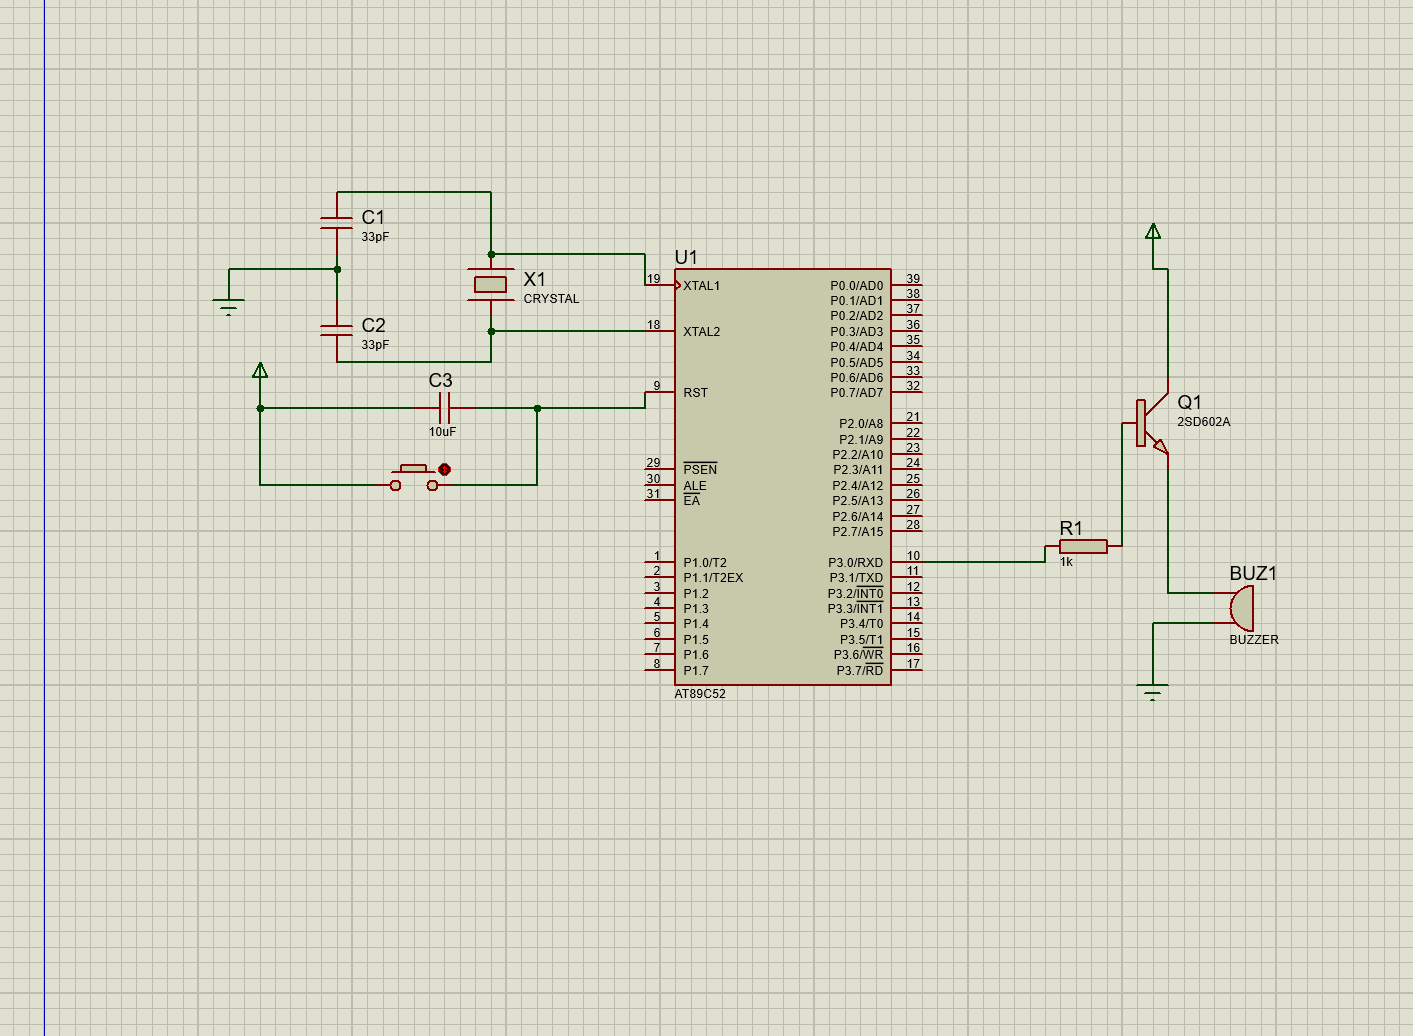 C1
33pF
X1
CRYSTAL
C2
33pF
C3
10uF
U1
19 XTAL1
18 XTAL2
9 RST
29 PSEN
30 ALE
31 EA
1 P1.0/T2
2 P1.1/T2EX
3 P1.2
4 P1.3
5 P1.4
6 P1.5
7 P1.6
8 P1.7
P0.0/AD0 39
P0.1/AD1 38
P0.2/AD2 37
P0.3/AD3 36
P0.4/AD4 35
P0.5/AD5 34
P0.6/AD6 33
P0.7/AD7 32
P2.0/A8 21
P2.1/A9 22
P2.2/A10 23
P2.3/A11 24
P2.4/A12 25
P2.5/A13 26
P2.6/A14 27
P2.7/A15 28
P3.0/RXD 10
P3.1/TXD 11
P3.2/INT0 12
P3.3/INT1 13
P3.4/T0 14
P3.5/T1 15
P3.6/WR 16
P3.7/RD 17
AT89C52
R1
1k
Q1
2SD602A
BUZ1
BUZZER